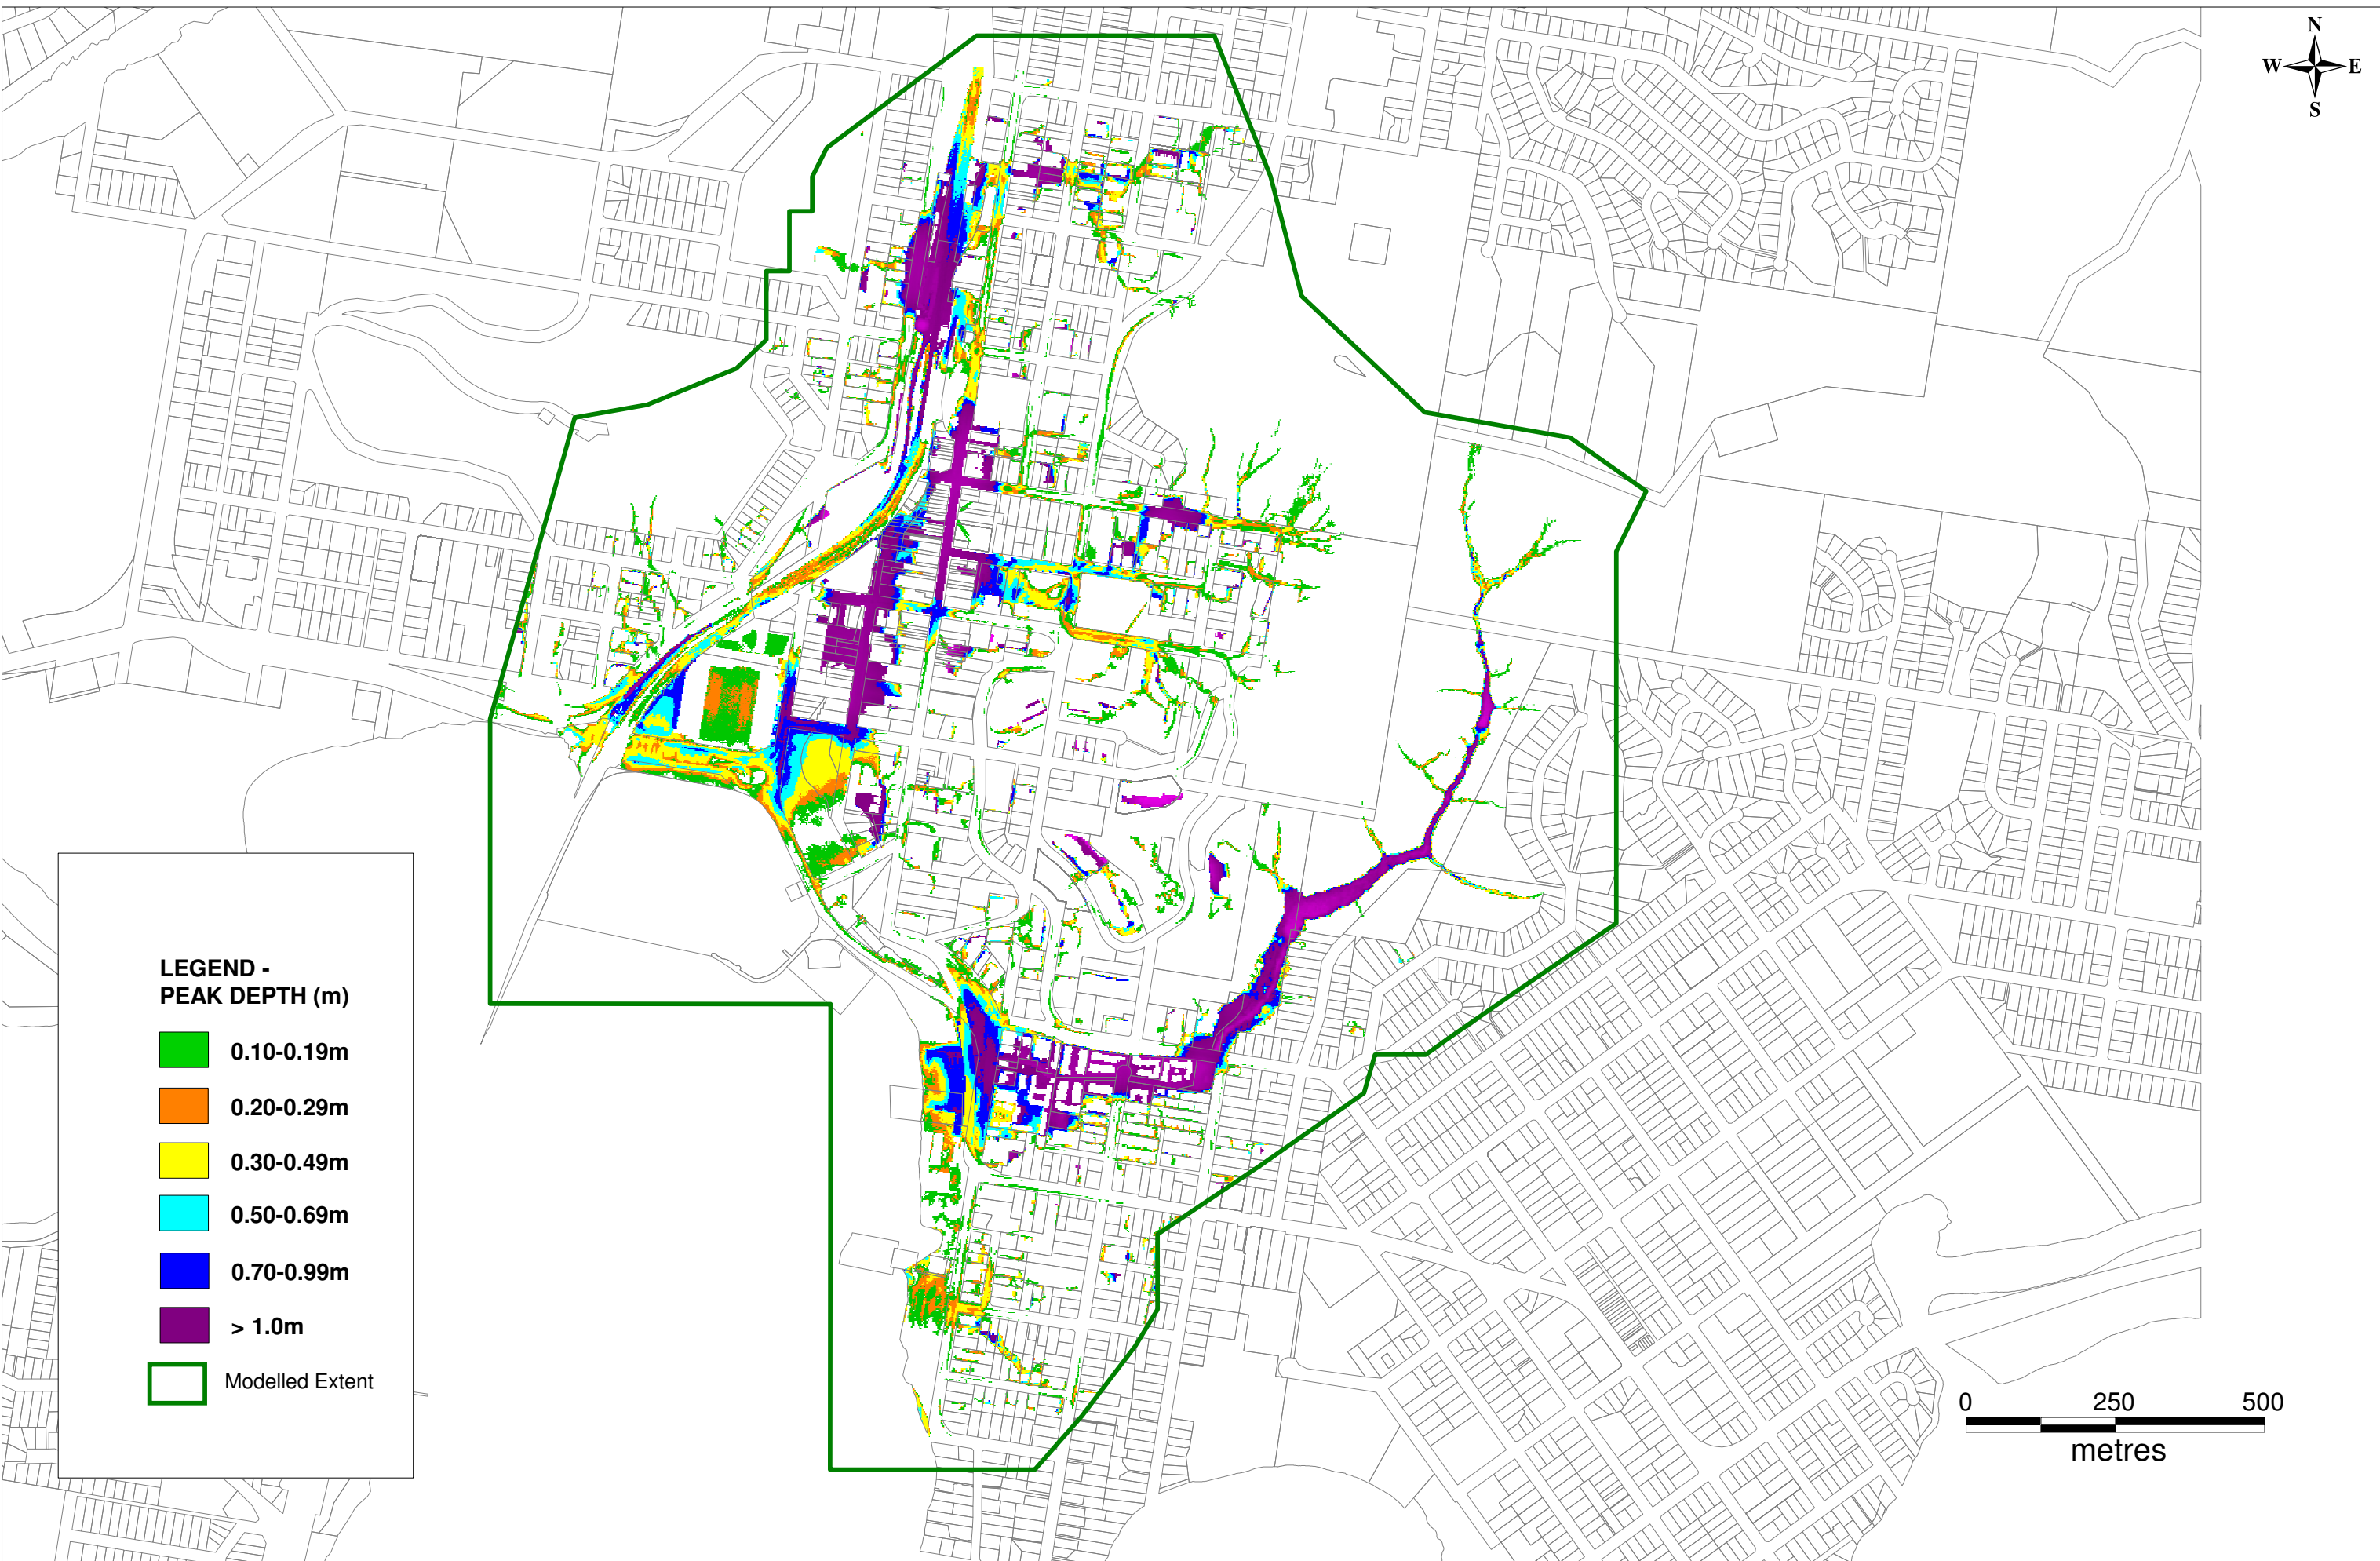 N
W E
S
LEGEND -
PEAK DEPTH (m)
0.10-0.19m
0.20-0.29m
0.30-0.49m
0.50-0.69m
0.70-0.99m
> 1.0m
Modelled Extent
0 250 500
metres